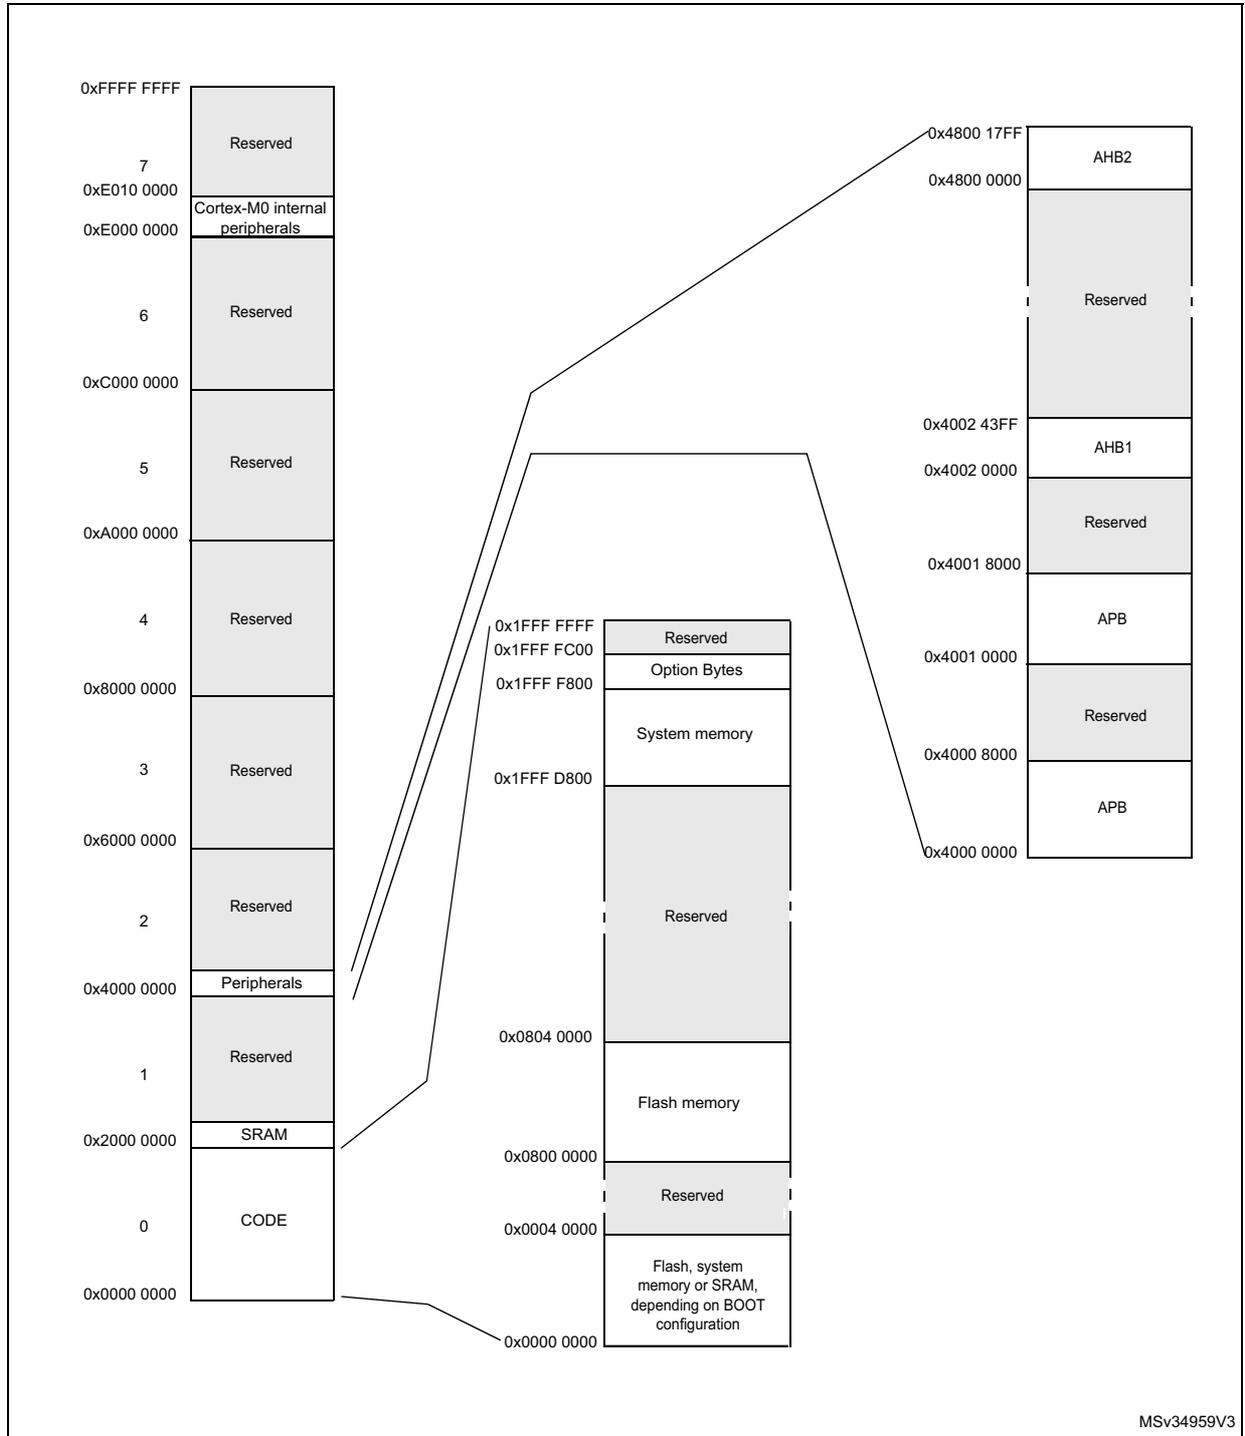 0xFFFF FFFF
Reserved
7
0xE010 0000
Cortex-M0 internal
peripherals
0xE000 0000
Reserved
6
0xC000 0000
Reserved
5
0xA000 0000
Reserved
4
0x8000 0000
Reserved
3
0x6000 0000
Reserved
2
Peripherals
0x4000 0000
Reserved
1
SRAM
0x2000 0000
CODE
0
0x0000 0000
0x1FFF FFFF
Reserved
0x1FFF FC00
Option Bytes
0x1FFF F800
System memory
0x1FFF D800
Reserved
0x0804 0000
Flash memory
0x0800 0000
Reserved
0x0004 0000
Flash, system
memory or SRAM,
depending on BOOT
configuration
0x0000 0000
0x4800 17FF
AHB2
0x4800 0000
Reserved
0x4002 43FF
AHB1
0x4002 0000
Reserved
0x4001 8000
APB
0x4001 0000
Reserved
0x4000 8000
APB
0x4000 0000
MSv34959V3